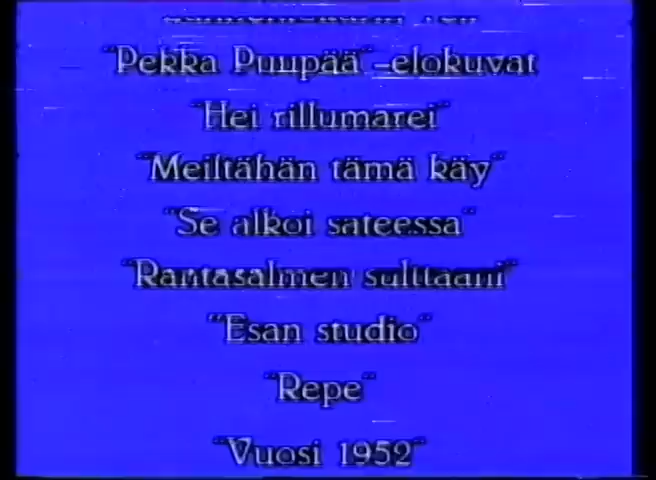 "Pekka Puupää" -elokuvat
"Hei rillumarei"
"Meiltähän tämä käy"
"Se alkoi sateessa"
"Rantasalmen sulttaani"
"Esan studio"
"Repe"
"Vuosi 1952"